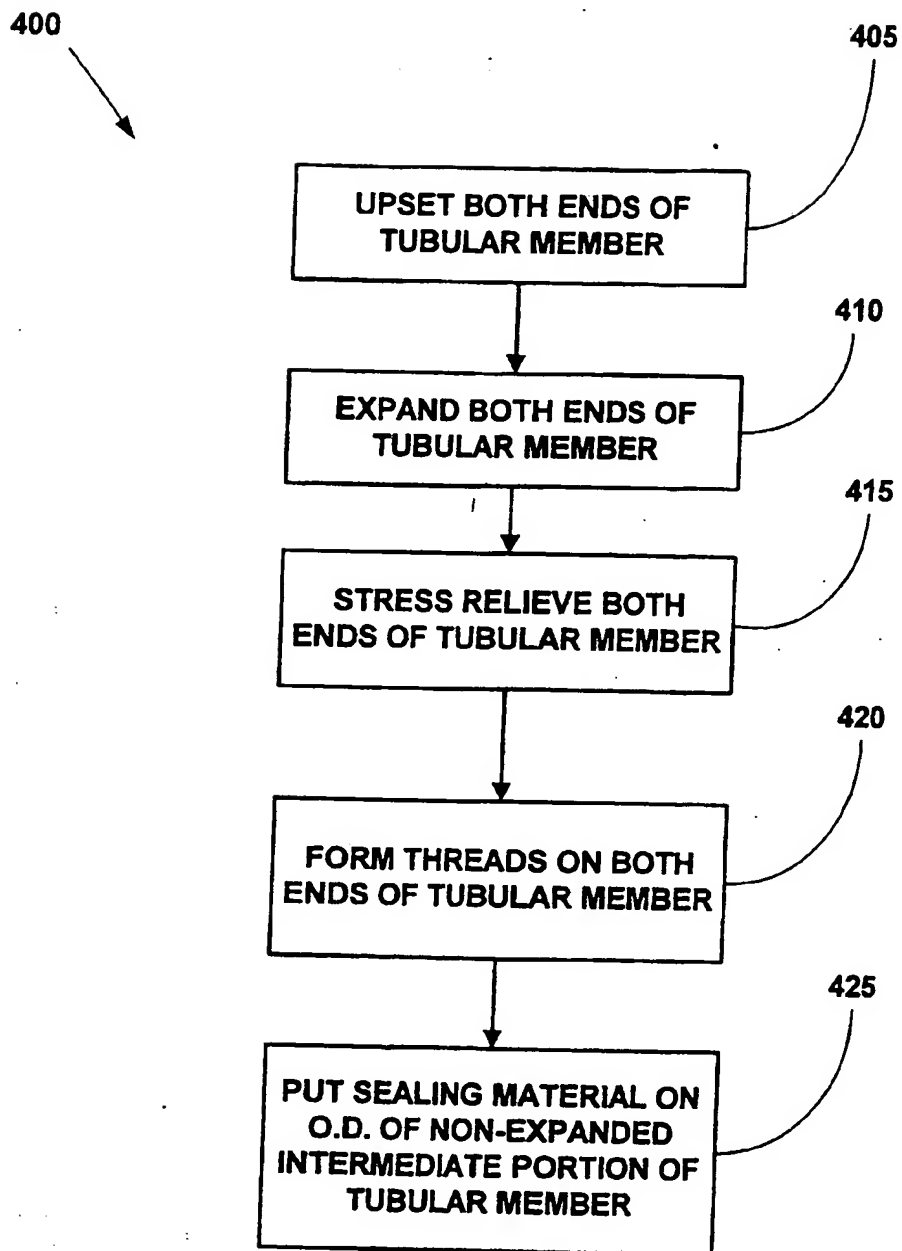 400
405
UPSET BOTH ENDS OF
TUBULAR MEMBER
410
EXPAND BOTH ENDS OF
TUBULAR MEMBER
415
STRESS RELIEVE BOTH
ENDS OF TUBULAR MEMBER
420
FORM THREADS ON BOTH
ENDS OF TUBULAR MEMBER
425
PUT SEALING MATERIAL ON
O.D. OF NON-EXPANDED
INTERMEDIATE PORTION OF
TUBULAR MEMBER